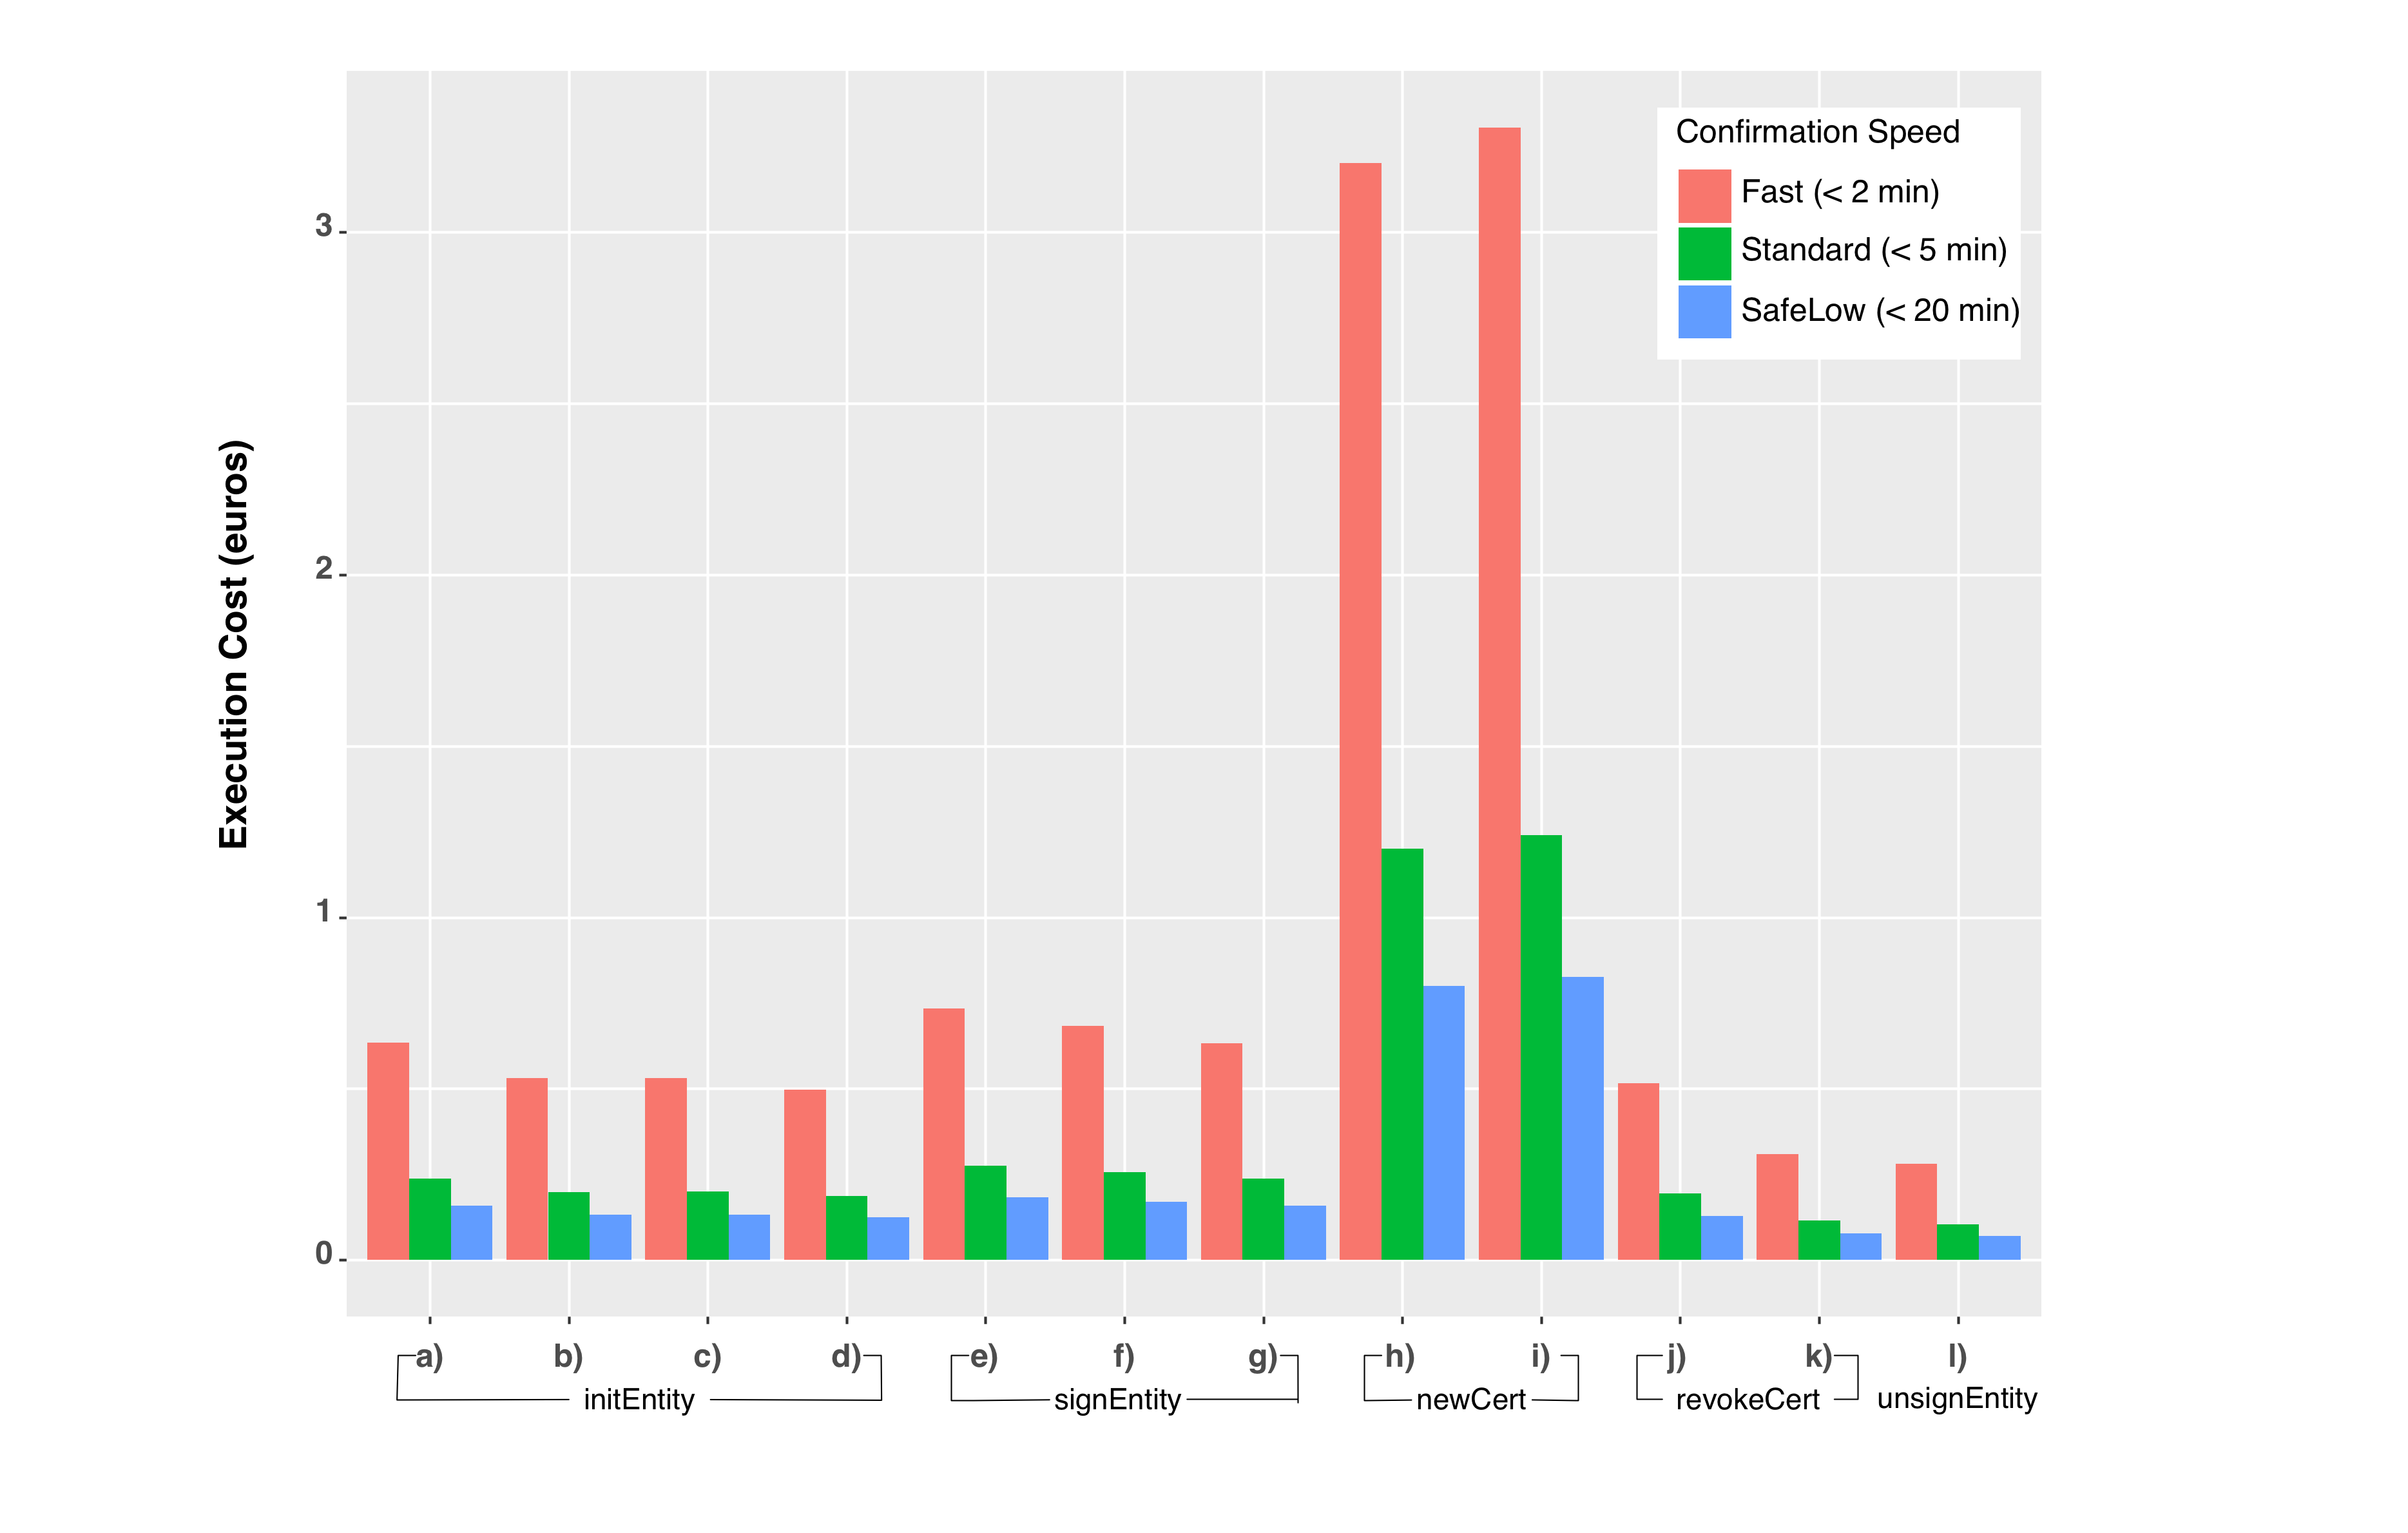 Confirmation Speed
Fast (< 2 min)
Standard (< 5 min)
SafeLow (< 20 min)
Execution Cost (euros)
3
2
1
0
a) b) c) d) e) f) g) h) i) j) k) l)
initEntity signEntity newCert revokeCert unsignEntity